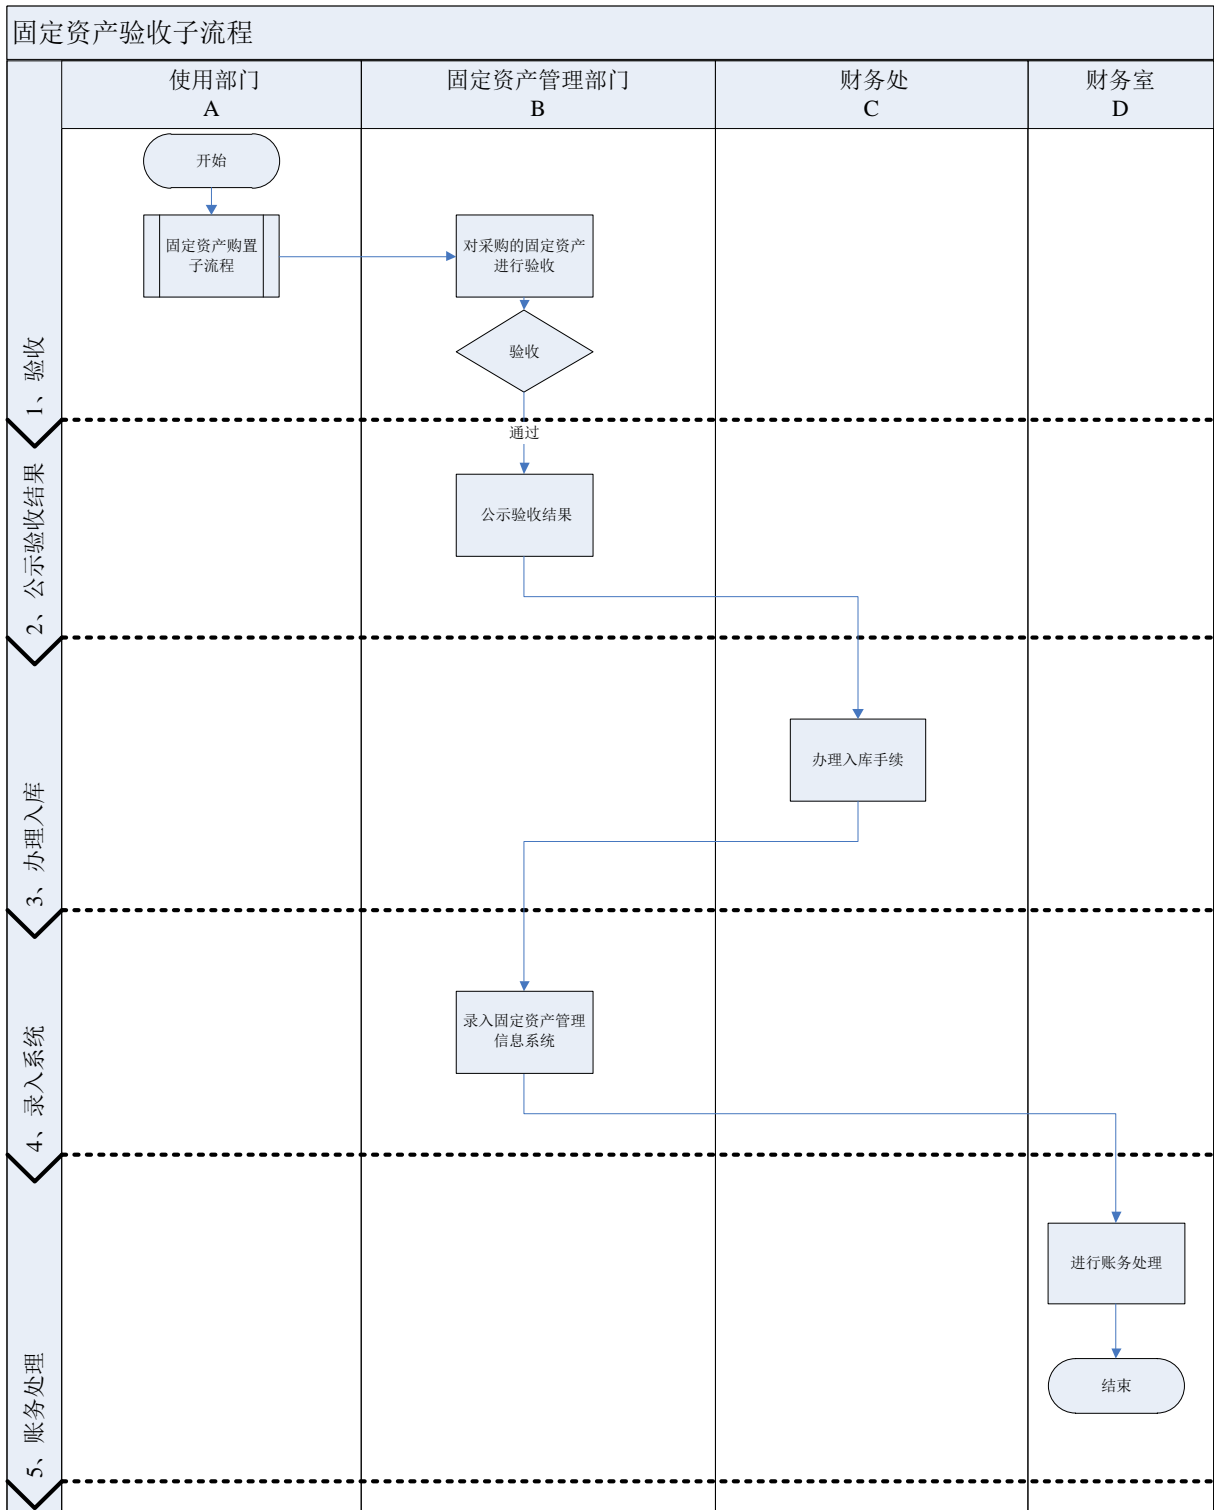 固定资产验收子流程
使用部门
A
固定资产管理部门
B
财务处
C
财务室
D
开始
固定资产购置
子流程
对采购的固定资产
进行验收
验收
1、验收
通过
公示验收结果
2、公示验收结果
办理入库手续
3、办理入库
录入固定资产管理
信息系统
4、录入系统
进行账务处理
结束
5、账务处理